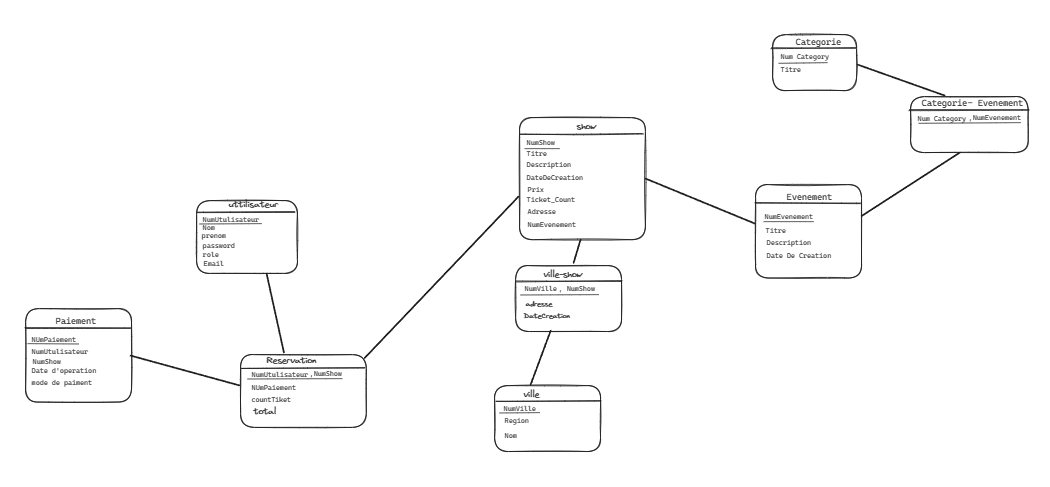 Categorie
Num Category
Titre
Categorie- Evenement
Num Category , NumEvenement
show
NumShow
Titre
Description
DateDeCreation
Prix
Ticket_Count
Adresse
NumEvenement
Evenement
NumEvenement
Titre
Description
Date De Creation
uttilisateur
NumUtulisateur
Nom
prenom
password
role
Email
ville-show
NumVille , NumShow
adresse
DateCreation
Paiement
NUmPaiement
NumUtulisateur
NumShow
Date d'operation
mode de paiment
Reservation
NumUtulisateur , NumShow
NUmPaiement
countTiket
total
ville
NumVille
Region
Nom